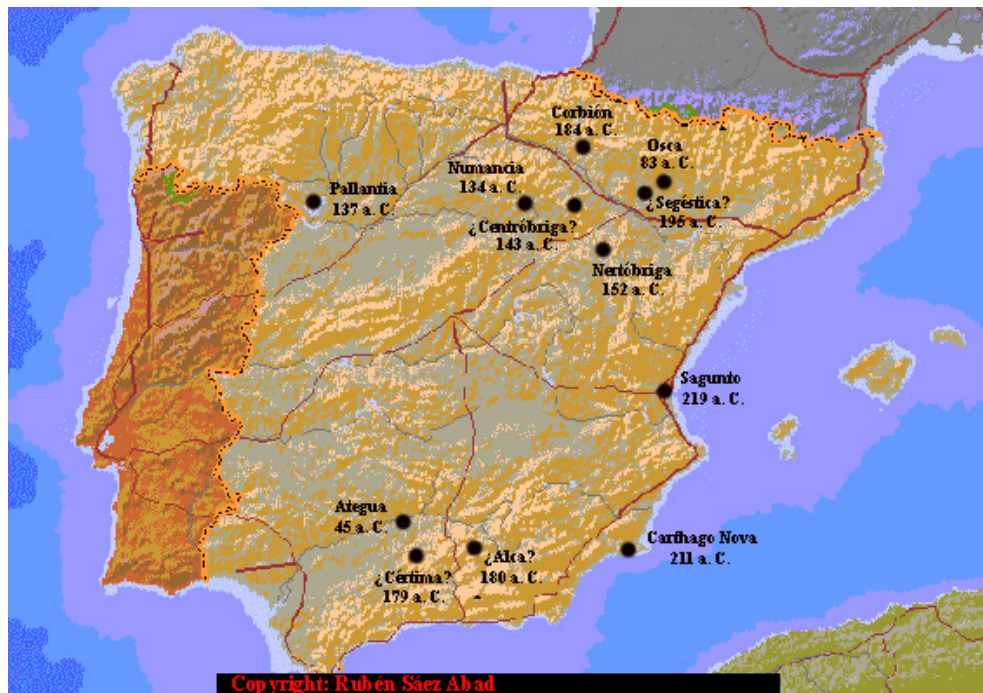 Corbión
184 a. C.
Osca
83 a. C.
Numancia
134 a. C.
Pallantia
137 a. C.
¿Segéstica?
195 a. C.
¿Centróbriga?
143 a. C.
Nertóbriga
152 a. C.
Sagunto
219 a. C.
Ategua
45 a. C.
¿Alca?
180 a. C.
Carthago Nova
211 a. C.
¿Cértima?
179 a. C.
Copyright: Rubén Sáez Abad